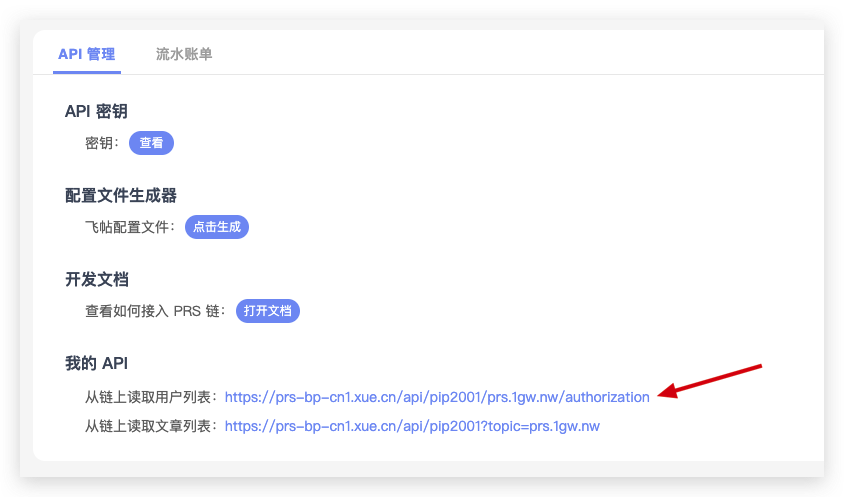 API 管理 流水账单
API 密钥
密钥： 查看
配置文件生成器
飞帖配置文件： 点击生成
开发文档
查看如何接入 PRS 链： 打开文档
我的 API
从链上读取用户列表：https://prs-bp-cn1.xue.cn/api/pip2001/prs.1gw.nw/authorization
从链上读取文章列表：https://prs-bp-cn1.xue.cn/api/pip2001?topic=prs.1gw.nw